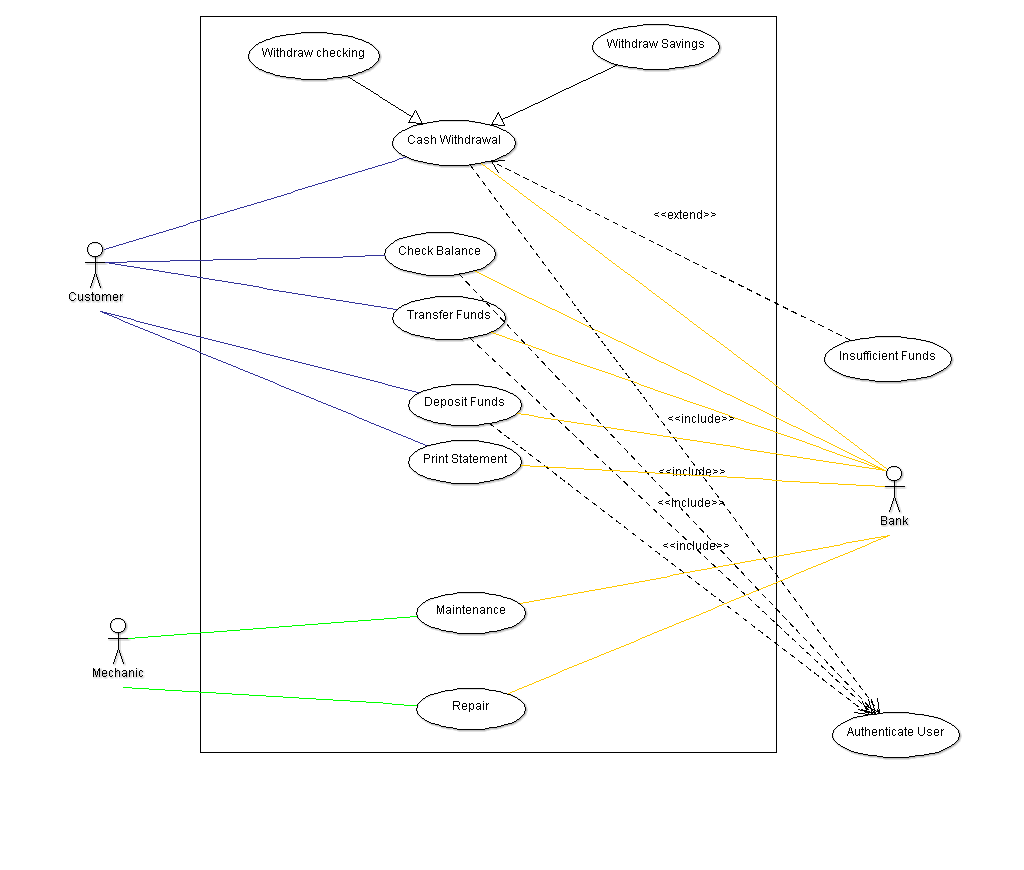 Withdraw checking
Withdraw Savings
Cash Withdrawal
<<extend>>
Check Balance
Customer
Transfer Funds
Insufficient Funds
Deposit Funds
<<include>>
Print Statement
<<include>>
<<Include>>
Bank
<<include>>
Maintenance
Mechanic
Repair
Authenticate User